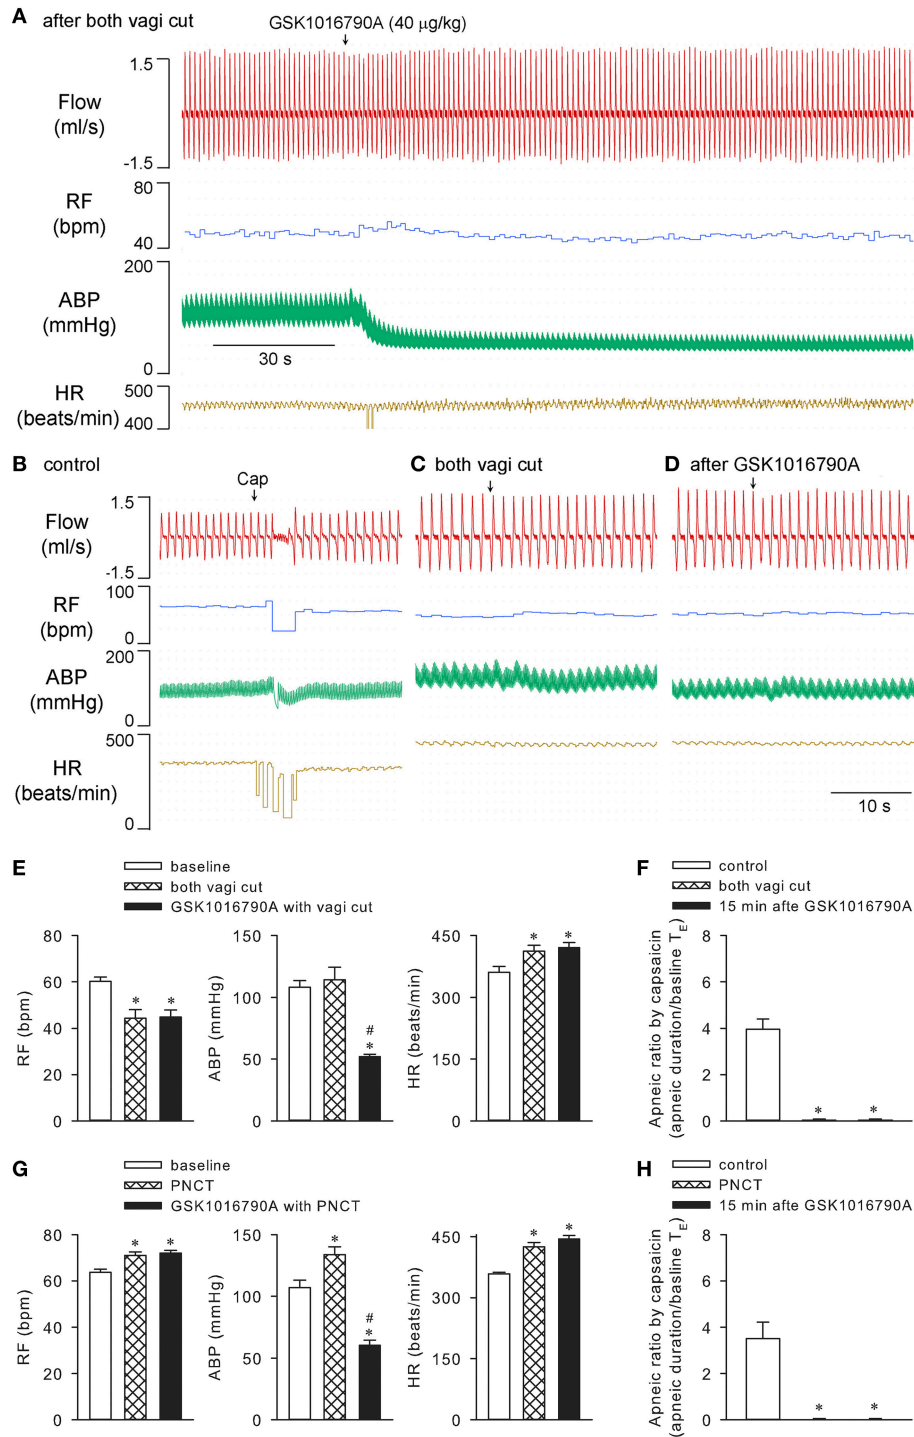 A after both vagi cut GSK1016790A (40 μg/kg)
1.5
Flow
(ml/s)
-1.5
80
RF
(bpm)
40
200
ABP
(mmHg)
0
30 s
500
HR
(beats/min)
400
B control
Cap
C both vagi cut
D after GSK1016790A
1.5
Flow
(ml/s)
-1.5
100
RF
(bpm)
0
200
ABP
(mmHg)
0
500
HR
(beats/min)
0
10 s
E
baseline
both vagi cut
GSK1016790A with vagi cut
RF (bpm)
80
60
40
20
0
* *
ABP (mmHg)
150
100
50
0
#
*
HR (beats/min)
450
300
150
0
* *
F
control
both vagi cut
15 min afte GSK1016790A
Apneic ratio by capsaicin
(apneic duration/basline TE)
8
6
4
2
0
* *
G
baseline
PNCT
GSK1016790A with PNCT
RF (bpm)
80
60
40
20
0
* *
ABP (mmHg)
150
100
50
0
*
#
*
HR (beats/min)
450
300
150
0
* *
H
control
PNCT
15 min afte GSK1016790A
Apneic ratio by capsaicin
(apneic duration/basline TE)
8
6
4
2
0
* *